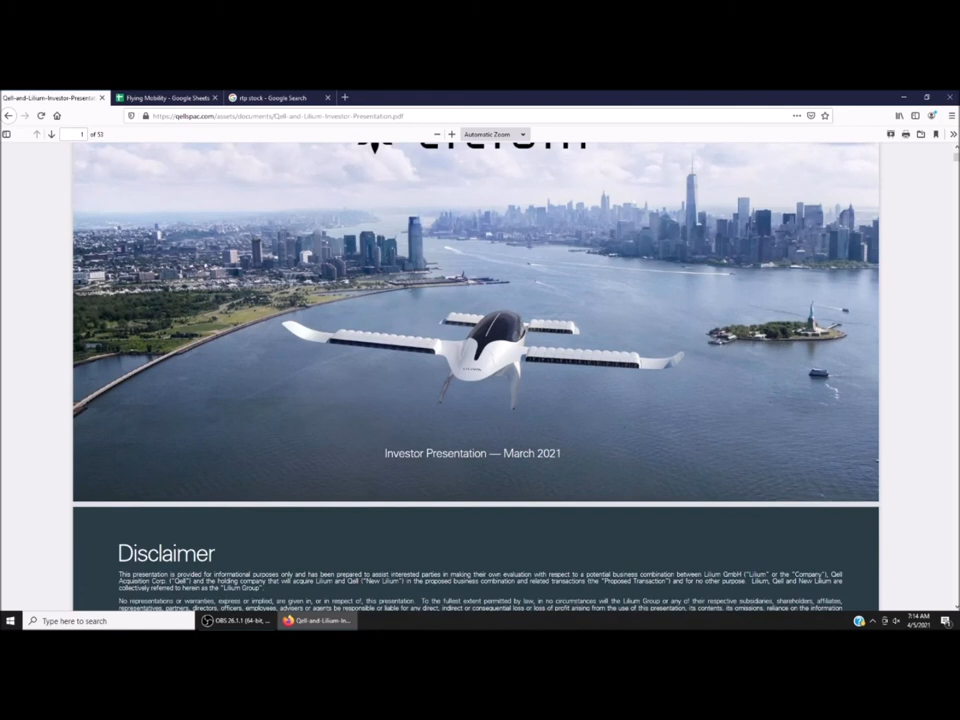 Qell-and-Lilium-Investor-Presenta
Flying Mobility - Google Sheets
rtp stock - Google Search
https://qellspac.com/assets/documents/Qell-and-Lilium-Investor-Presentation.pdf
1 of 53
Automatic Zoom
LILIUM
Investor Presentation — March 2021
Disclaimer
This presentation is provided for informational purposes only and has been prepared to assist interested parties in making their own evaluation with respect to a potential business combination between Lilium GmbH ("Lilium" or the "Company"), Qell
Acquisition Corp. ("Qell") and the holding company that will acquire Lilium and Qell ("New Lilium") in the proposed business combination and related transactions (the "Proposed Transaction") and for no other purpose. Lilium, Qell and New Lilium are
collectively referred to herein as the "Lilium Group".
No representations or warranties, express or implied, are given in, or in respect of, this presentation. To the fullest extent permitted by law, in no circumstances will the Lilium Group or any of their respective subsidiaries, shareholders, affiliates,
representatives, partners, directors, officers, employees, advisers or agents be responsible or liable for any direct, indirect or consequential loss or loss of profit arising from the use of this presentation, its contents, its omissions, reliance on the information
Type here to search
OBS 26.1.1 (64-bit, ...
Qell-and-Lilium-In...
7:14 AM
4/5/2021